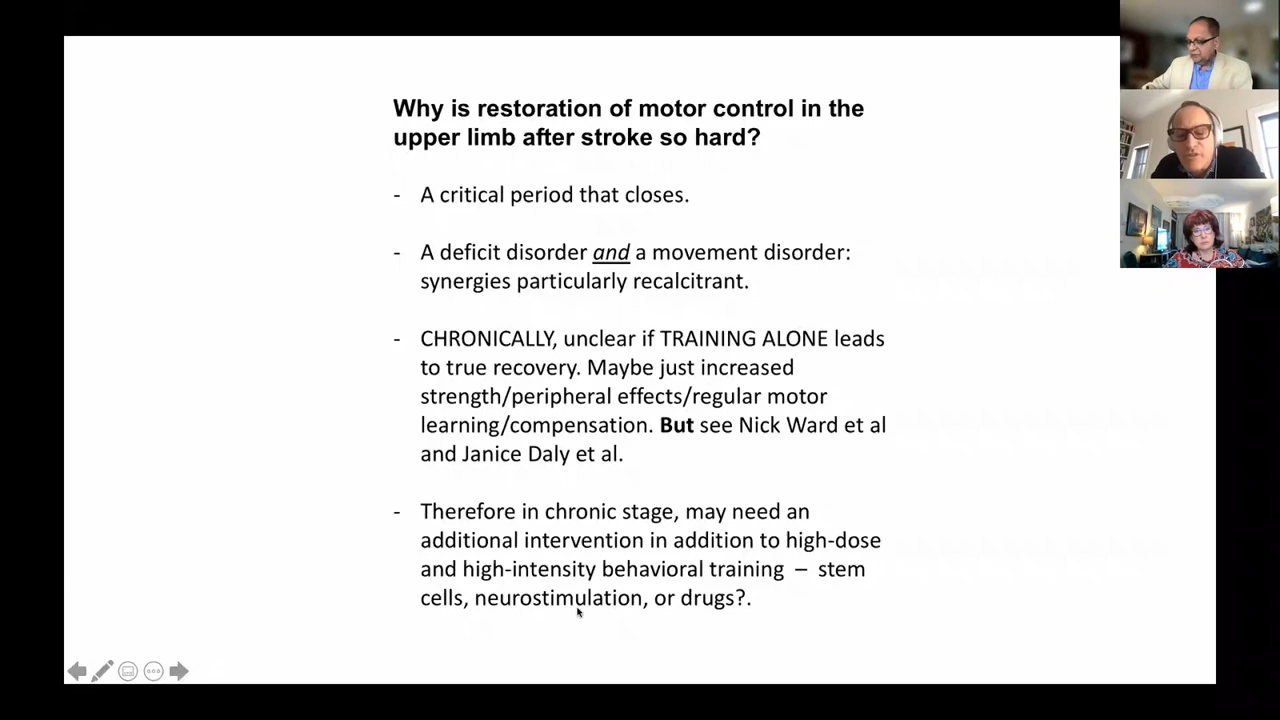 Why is restoration of motor control in the
upper limb after stroke so hard?
- A critical period that closes.
- A deficit disorder and a movement disorder:
synergies particularly recalcitrant.
- CHRONICALLY, unclear if TRAINING ALONE leads
to true recovery. Maybe just increased
strength/peripheral effects/regular motor
learning/compensation. But see Nick Ward et al
and Janice Daly et al.
- Therefore in chronic stage, may need an
additional intervention in addition to high-dose
and high-intensity behavioral training – stem
cells, neurostimulation, or drugs?.